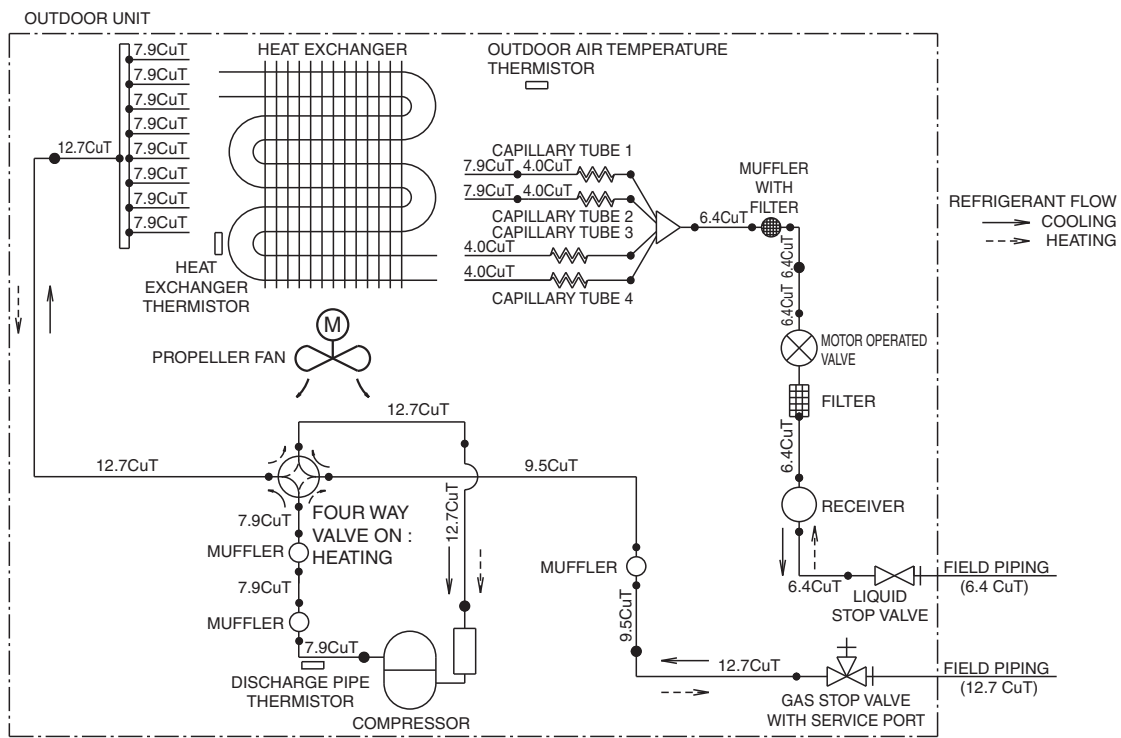 OUTDOOR UNIT
7.9CuT
7.9CuT
7.9CuT
7.9CuT
7.9CuT
7.9CuT
7.9CuT
7.9CuT
12.7CuT
HEAT EXCHANGER
OUTDOOR AIR TEMPERATURE
THERMISTOR
HEAT
EXCHANGER
THERMISTOR
CAPILLARY TUBE 1
7.9CuT 4.0CuT
7.9CuT 4.0CuT
CAPILLARY TUBE 2
CAPILLARY TUBE 3
4.0CuT
4.0CuT
CAPILLARY TUBE 4
6.4CuT
MUFFLER
WITH
FILTER
6.4CuT
6.4CuT
MOTOR OPERATED
VALVE
FILTER
6.4CuT
RECEIVER
6.4CuT
LIQUID
STOP VALVE
FIELD PIPING
(6.4 CuT)
REFRIGERANT FLOW
COOLING
HEATING
M
PROPELLER FAN
12.7CuT
12.7CuT
9.5CuT
12.7CuT
7.9CuT
FOUR WAY
VALVE ON :
HEATING
MUFFLER
7.9CuT
MUFFLER
7.9CuT
DISCHARGE PIPE
THERMISTOR
COMPRESSOR
MUFFLER
9.5CuT
12.7CuT
GAS STOP VALVE
WITH SERVICE PORT
FIELD PIPING
(12.7 CuT)